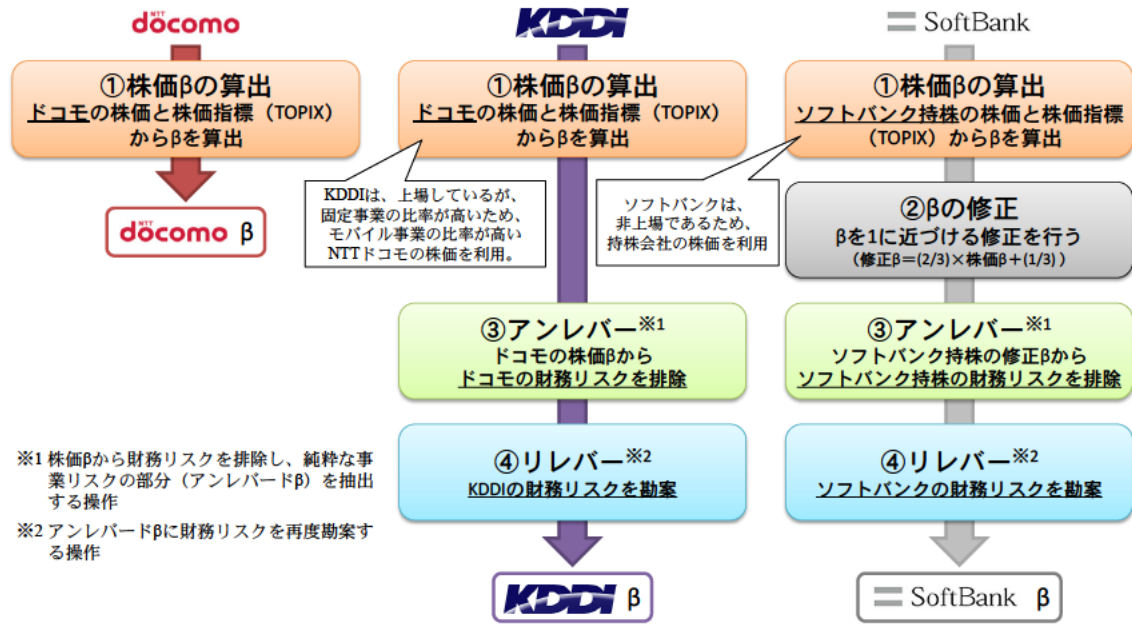 NTT
döcomo
①株価βの算出
ドコモの株価と株価指標（TOPIX）
からβを算出
NTT
döcomo β
KDDI
①株価βの算出
ドコモの株価と株価指標（TOPIX）
からβを算出
KDDIは、上場しているが、
固定事業の比率が高いため、
モバイル事業の比率が高い
NTTドコモの株価を利用。
③アンレバー※1
ドコモの株価βから
ドコモの財務リスクを排除
④リレバー※2
KDDIの財務リスクを勘案
KDDI β
SoftBank
①株価βの算出
ソフトバンク持株の株価と株価指標
（TOPIX）からβを算出
ソフトバンクは、
非上場であるため、
持株会社の株価を利用
②βの修正
βを1に近づける修正を行う
（修正β＝(2/3)×株価β＋(1/3)）
③アンレバー※1
ソフトバンク持株の修正βから
ソフトバンク持株の財務リスクを排除
④リレバー※2
ソフトバンクの財務リスクを勘案
SoftBank β
※1 株価βから財務リスクを排除し、純粋な事
業リスクの部分（アンレバードβ）を抽出
する操作
※2 アンレバードβに財務リスクを再度勘案す
る操作